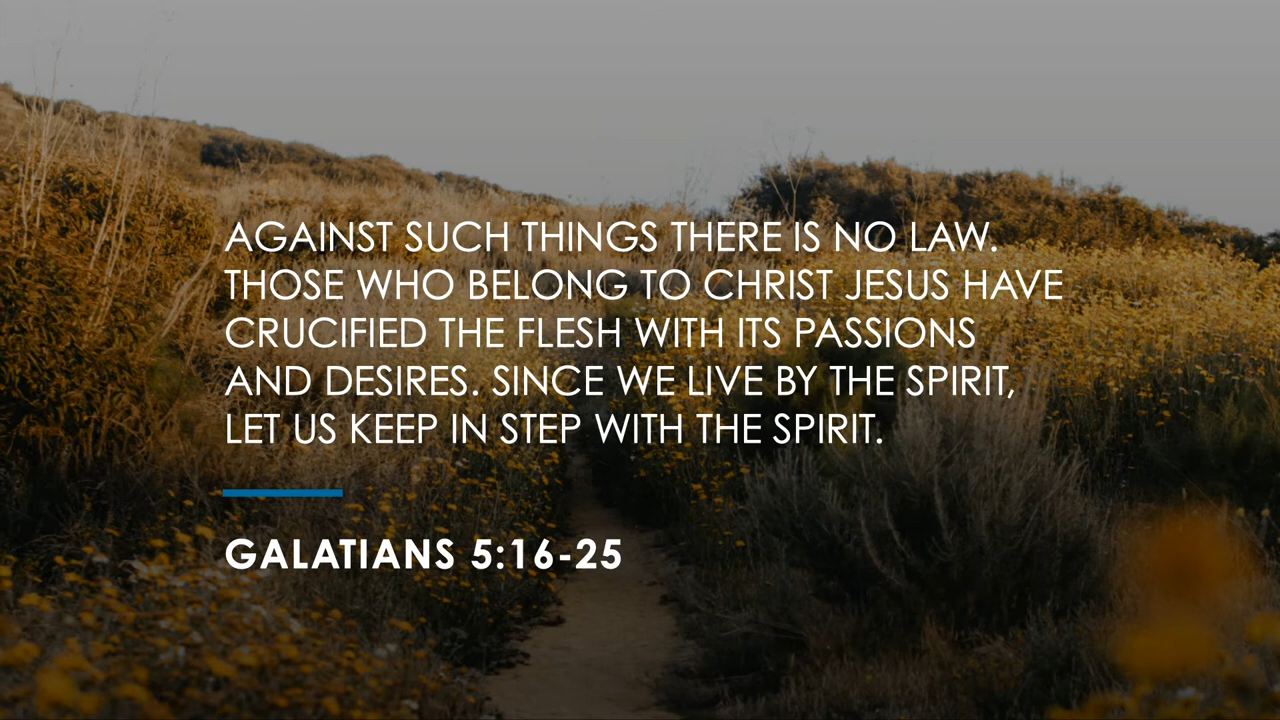 AGAINST SUCH THINGS THERE IS NO LAW.
THOSE WHO BELONG TO CHRIST JESUS HAVE
CRUCIFIED THE FLESH WITH ITS PASSIONS
AND DESIRES. SINCE WE LIVE BY THE SPIRIT,
LET US KEEP IN STEP WITH THE SPIRIT.
GALATIANS 5:16-25